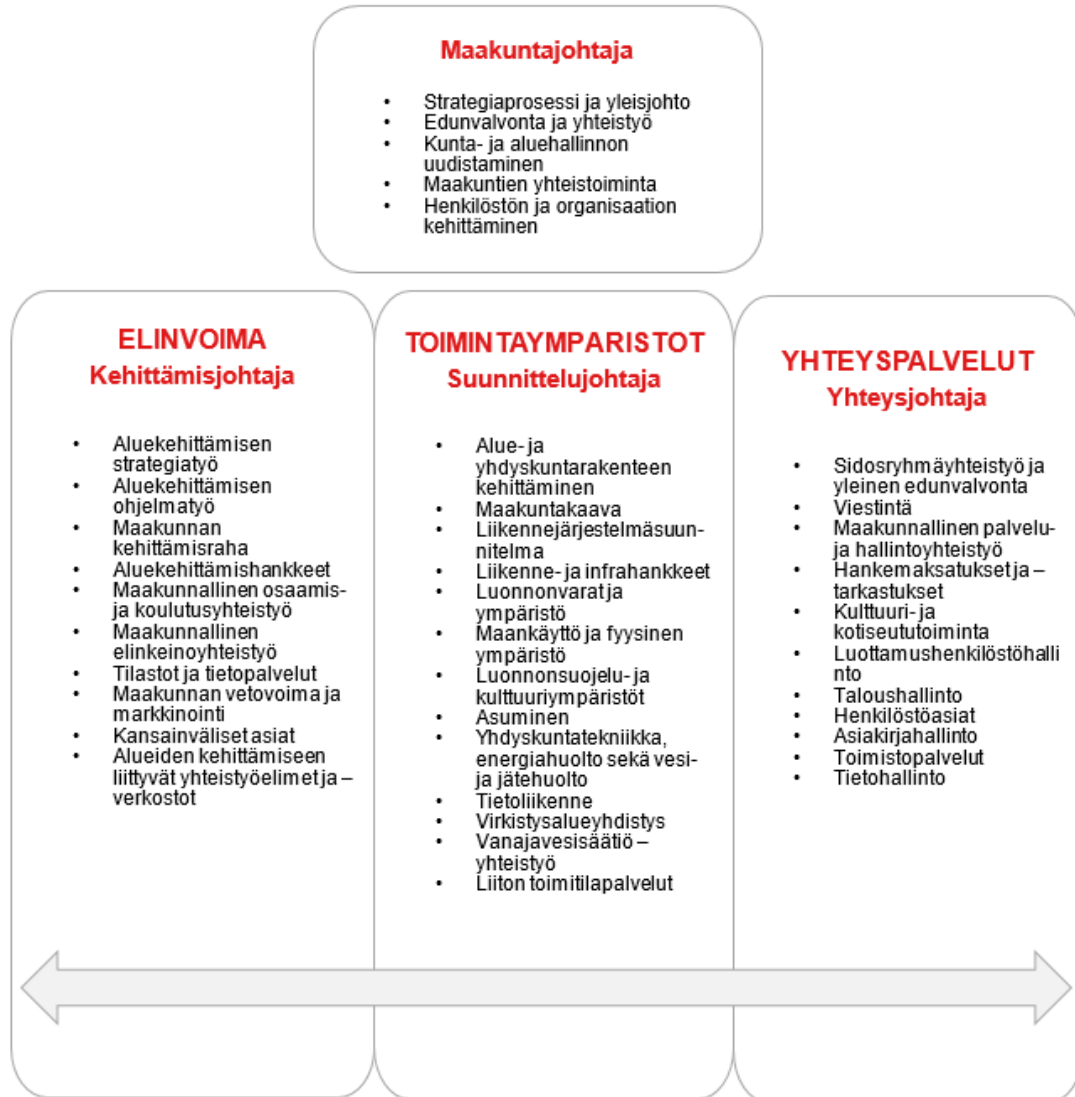 Maakuntajohtaja
• Strategiaprosessi ja yleisjohto
• Edunvalvonta ja yhteistyö
• Kunta- ja aluehallinnon
uudistaminen
• Maakuntien yhteistoiminta
• Henkilöstön ja organisaation
kehittäminen
ELINVOIMA
Kehittämisjohtaja
• Aluekehittämisen
strategiatyö
• Aluekehittämisen
ohjelmatyö
• Maakunnan
kehittämisraha
• Aluekehittämishankkeet
• Maakunnallinen osaamis-
ja koulutusyhteistyö
• Maakunnallinen
elinkeinoyhteistyö
• Tilastot ja tietopalvelut
• Maakunnan vetovoima ja
markkinointi
• Kansainväliset asiat
• Alueiden kehittämiseen
liittyvät yhteistyöelimet ja –
verkostot
TOIMINTAYMPARISTOT
Suunnittelujohtaja
• Alue- ja
yhdyskuntarakenteen
kehittäminen
• Maakuntakaava
• Liikennejärjestelmäsuun-
nitelma
• Liikenne- ja infrahankkeet
• Luonnonvarat ja
ympäristö
• Maankäyttö ja fyysinen
ympäristö
• Luonnonsuojelu- ja
kulttuuriympäristöt
• Asuminen
• Yhdyskuntatekniikka,
energiahuolto sekä vesi-
ja jätehuolto
• Tietoliikenne
• Virkistysalueyhdistys
• Vanajavesisäätiö –
yhteistyö
• Liiton toimitilapalvelut
YHTEYSPALVELUT
Yhteysjohtaja
• Sidosryhmäyhteistyö ja
yleinen edunvalvonta
• Viestintä
• Maakunnallinen palvelu-
ja hallintoyhteistyö
• Hankemaksatukset ja –
tarkastukset
• Kulttuuri- ja
kotiseututoiminta
• Luottamushenkilöstöhalli
nto
• Taloushallinto
• Henkilöstöasiat
• Asiakirjahallinto
• Toimistopalvelut
• Tietohallinto